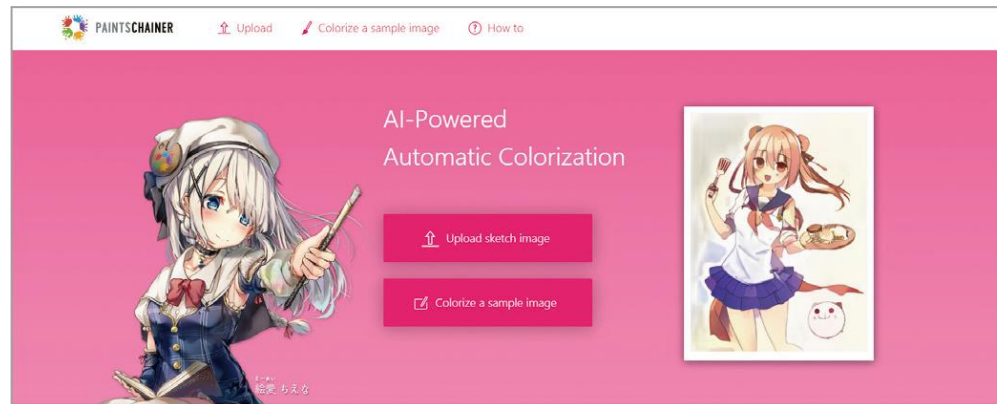 PAINTSCHAINER
Upload
Colorize a sample image
How to
AI-Powered
Automatic Colorization
Upload sketch image
Colorize a sample image
絵愛 ちえな